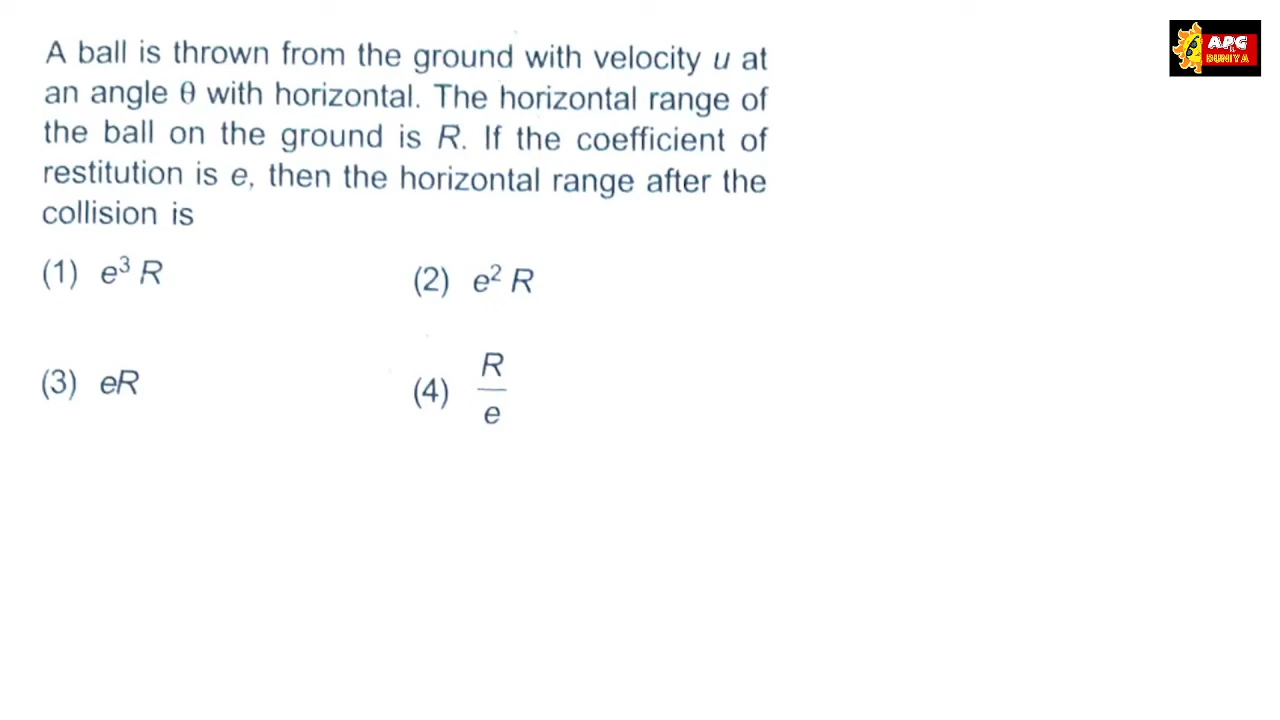 A ball is thrown from the ground with velocity u at
an angle θ with horizontal. The horizontal range of
the ball on the ground is R. If the coefficient of
restitution is e, then the horizontal range after the
collision is
(1) e³ R
(2) e² R
(3) eR
(4) R/e
APG
DUNIYA